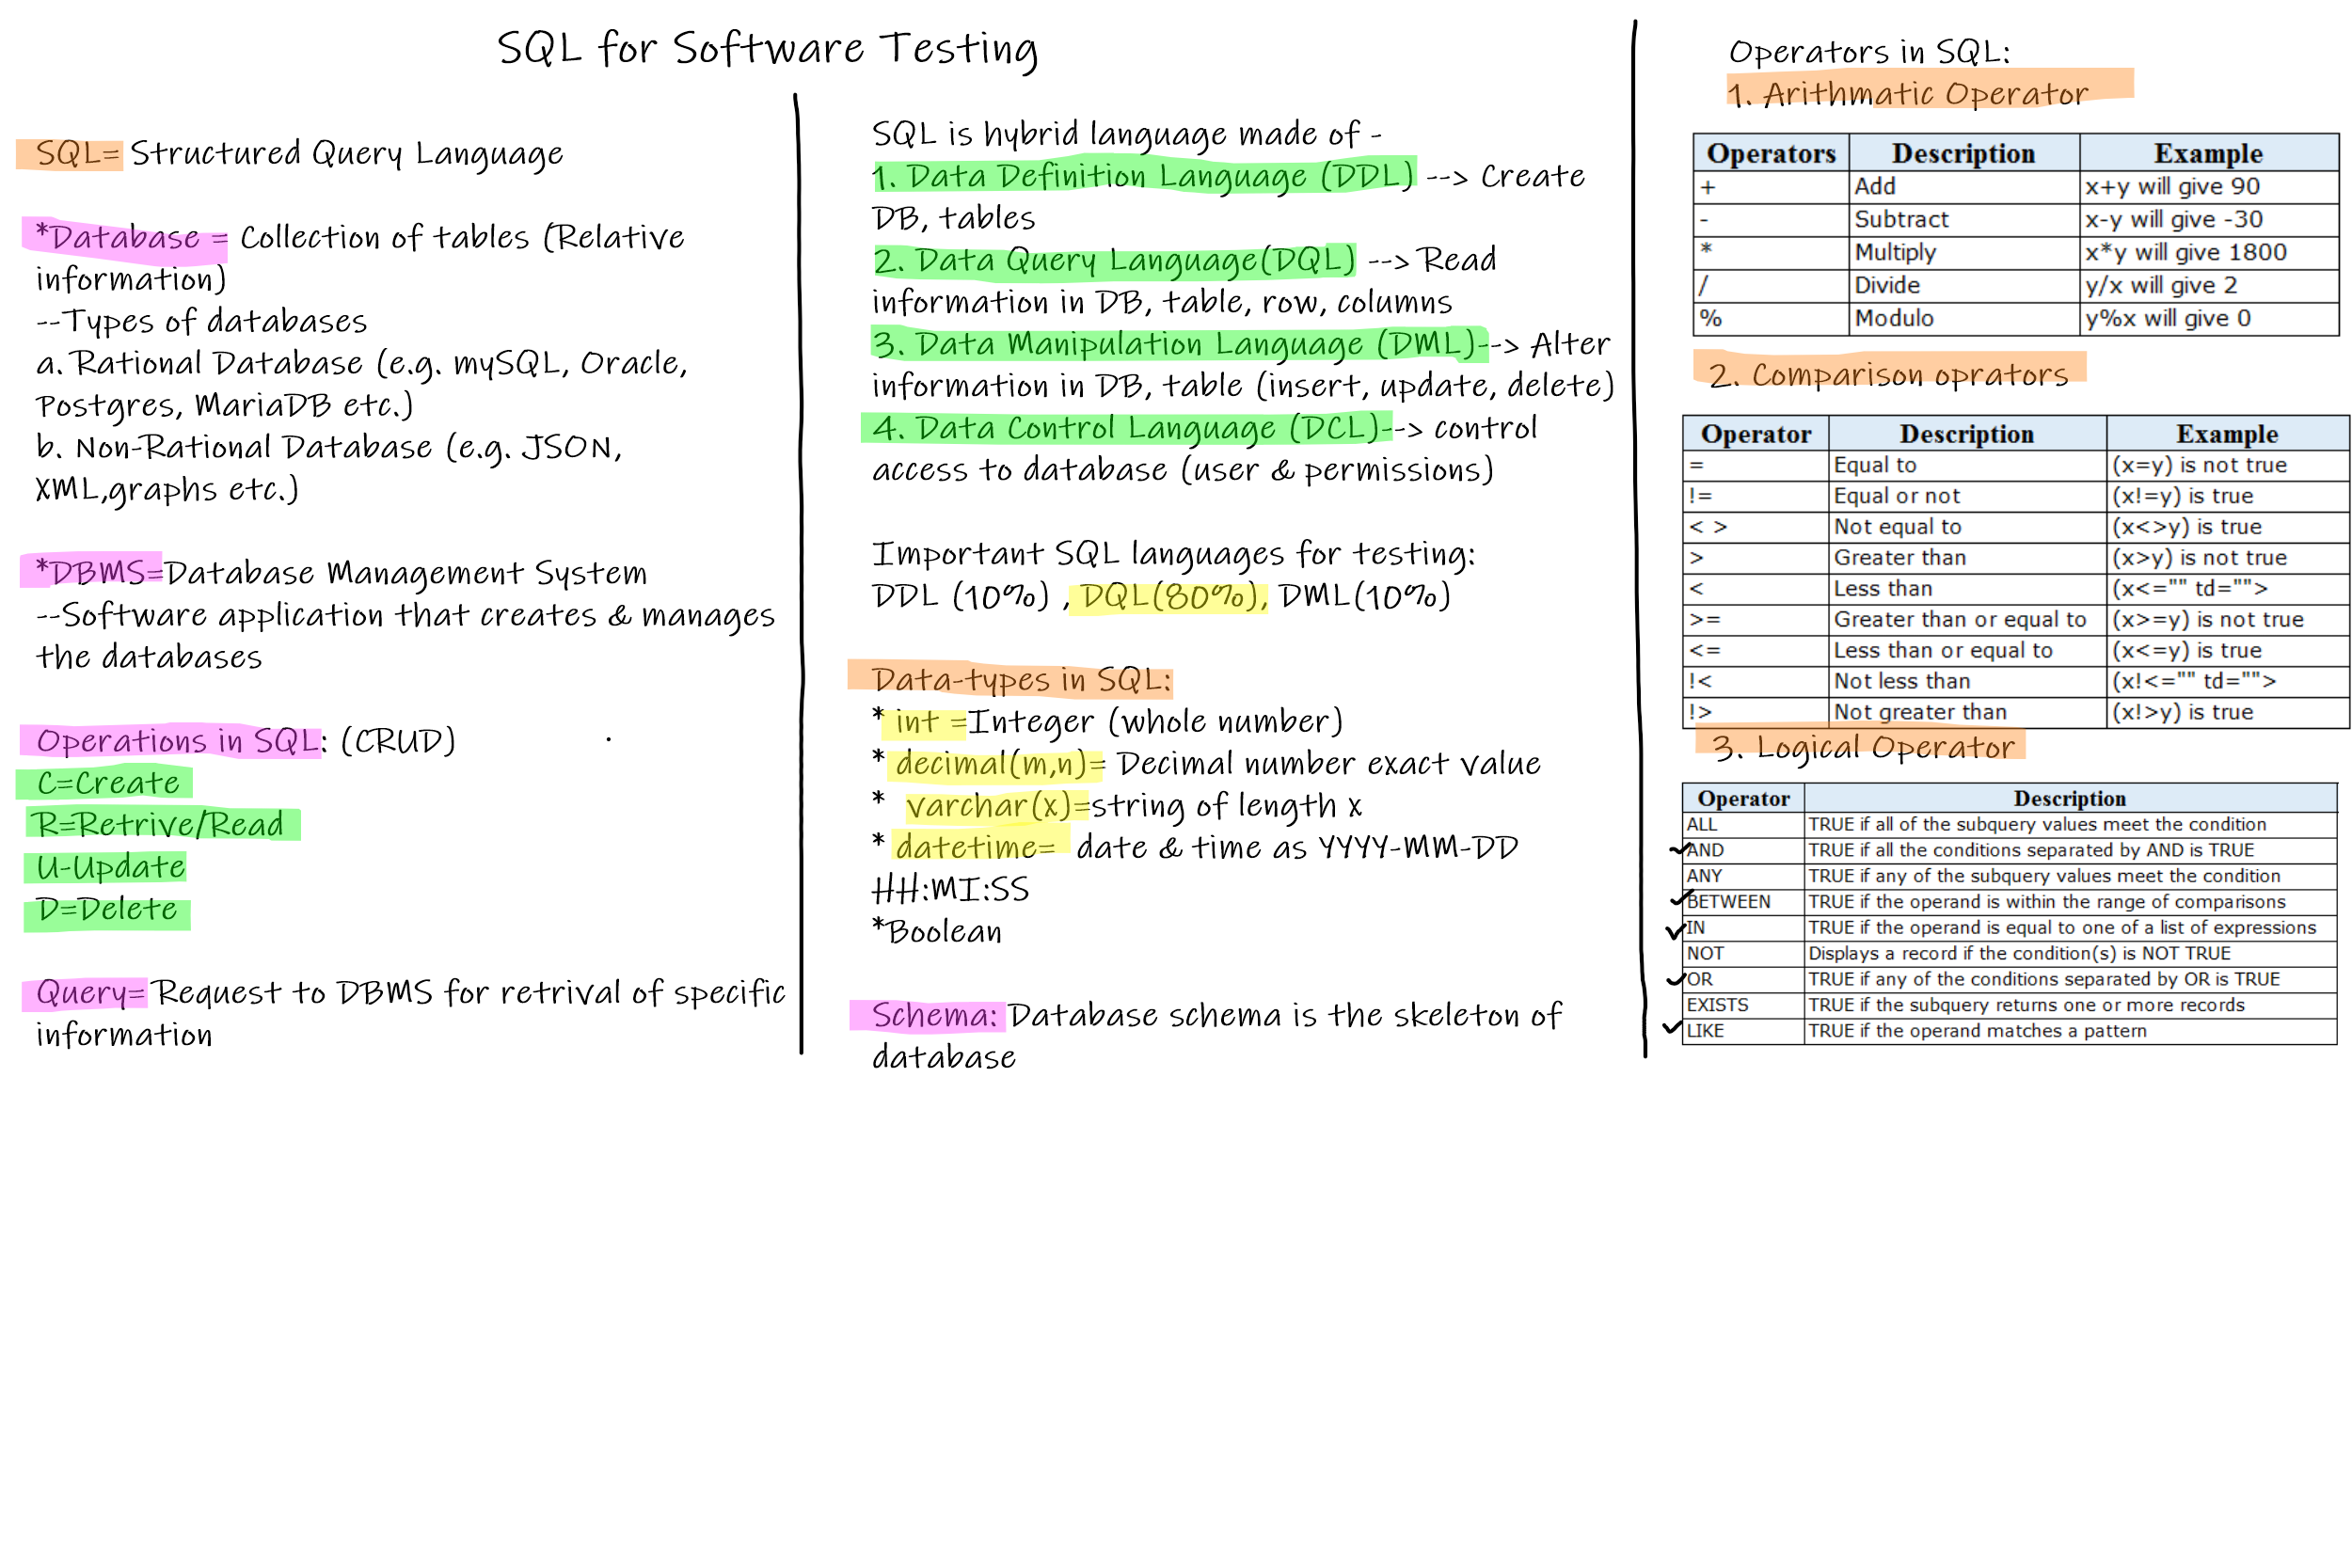 SQL for Software Testing
SQL= Structured Query Language
*Database = Collection of tables (Relative
information)
--Types of databases
a. Rational Database (e.g. mySQL, Oracle,
Postgres, MariaDB etc.)
b. Non-Rational Database (e.g. JSON,
XML,graphs etc.)
*DBMS=Database Management System
--Software application that creates & manages
the databases
Operations in SQL: (CRUD)
C=Create
R=Retrive/Read
U-Update
D=Delete
Query= Request to DBMS for retrival of specific
information
SQL is hybrid language made of -
1. Data Definition Language (DDL) --> Create
DB, tables
2. Data Query Language(DQL) --> Read
information in DB, table, row, columns
3. Data Manipulation Language (DML)--> Alter
information in DB, table (insert, update, delete)
4. Data Control Language (DCL)--> control
access to database (user & permissions)
Important SQL languages for testing:
DDL (10%) , DQL(80%), DML(10%)
Data-types in SQL:
* int =Integer (whole number)
* decimal(m,n)= Decimal number exact value
* varchar(x)=string of length x
* datetime= date & time as YYYY-MM-DD
HH:MI:SS
*Boolean
Schema: Database schema is the skeleton of
database
Operators in SQL:
1. Arithmatic Operator
Operators Description Example
+ Add x+y will give 90
- Subtract x-y will give -30
* Multiply x*y will give 1800
/ Divide y/x will give 2
% Modulo y%x will give 0
2. Comparison oprators
Operator Description Example
= Equal to (x=y) is not true
!= Equal or not (x!=y) is true
< > Not equal to (x<>y) is true
> Greater than (x>y) is not true
< Less than (x<="" td="">
>= Greater than or equal to (x>=y) is not true
<= Less than or equal to (x<=y) is true
!< Not less than (x!<="" td="">
!> Not greater than (x!>y) is true
3. Logical Operator
Operator Description
ALL TRUE if all of the subquery values meet the condition
AND TRUE if all the conditions separated by AND is TRUE
ANY TRUE if any of the subquery values meet the condition
BETWEEN TRUE if the operand is within the range of comparisons
IN TRUE if the operand is equal to one of a list of expressions
NOT Displays a record if the condition(s) is NOT TRUE
OR TRUE if any of the conditions separated by OR is TRUE
EXISTS TRUE if the subquery returns one or more records
LIKE TRUE if the operand matches a pattern